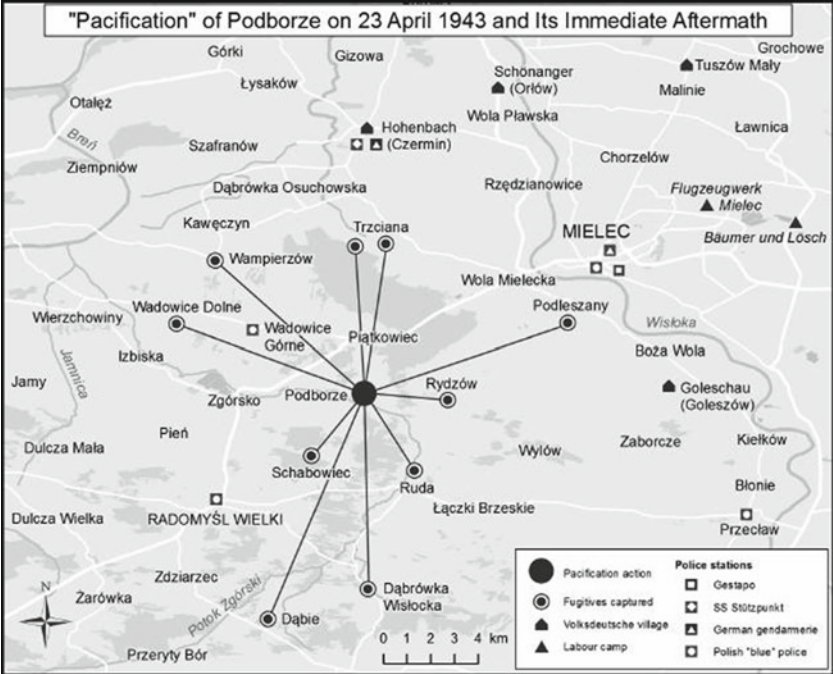 "Pacification" of Podborze on 23 April 1943 and Its Immediate Aftermath
Górki
Gizowa
Grochowe
Łysaków
Schönanger
(Orłów)
Tuszów Mały
Malinie
Otałęż
Wola Pławska
Breń
Hohenbach
(Czermin)
Ławnica
Szafranów
Ziempniów
Chorzelów
Dąbrówka Osuchowska
Rzędzianowice
Flugzeugwerk
Mielec
Kawęczyn
Trzciana
MIELEC
Bäumer und Lösch
Wampierzów
Wola Mielecka
Wadowice Dolne
Podleszany
Wierzchowiny
Wadowice
Górne
Piątkowiec
Wisłoka
Izbiska
Boża Wola
Jamnica
Jamy
Rydzów
Goleschau
(Goleszów)
Zgórsko
Podborze
Pień
Zaborcze
Kiełków
Dulcza Mała
Wylów
Schabowiec
Ruda
Błonie
Łączki Brzeskie
Dulcza Wielka
RADOMYŚL WIELKI
Przecław
Zdziarzec
Potok Zgórski
Dąbrówka
Wisłocka
Żarówka
N
Dąbie
Przeryty Bór
0 1 2 3 4 km
Pacification action
Fugitives captured
Volksdeutsche village
Labour camp
Police stations
Gestapo
SS Stützpunkt
German gendarmerie
Polish "blue" police